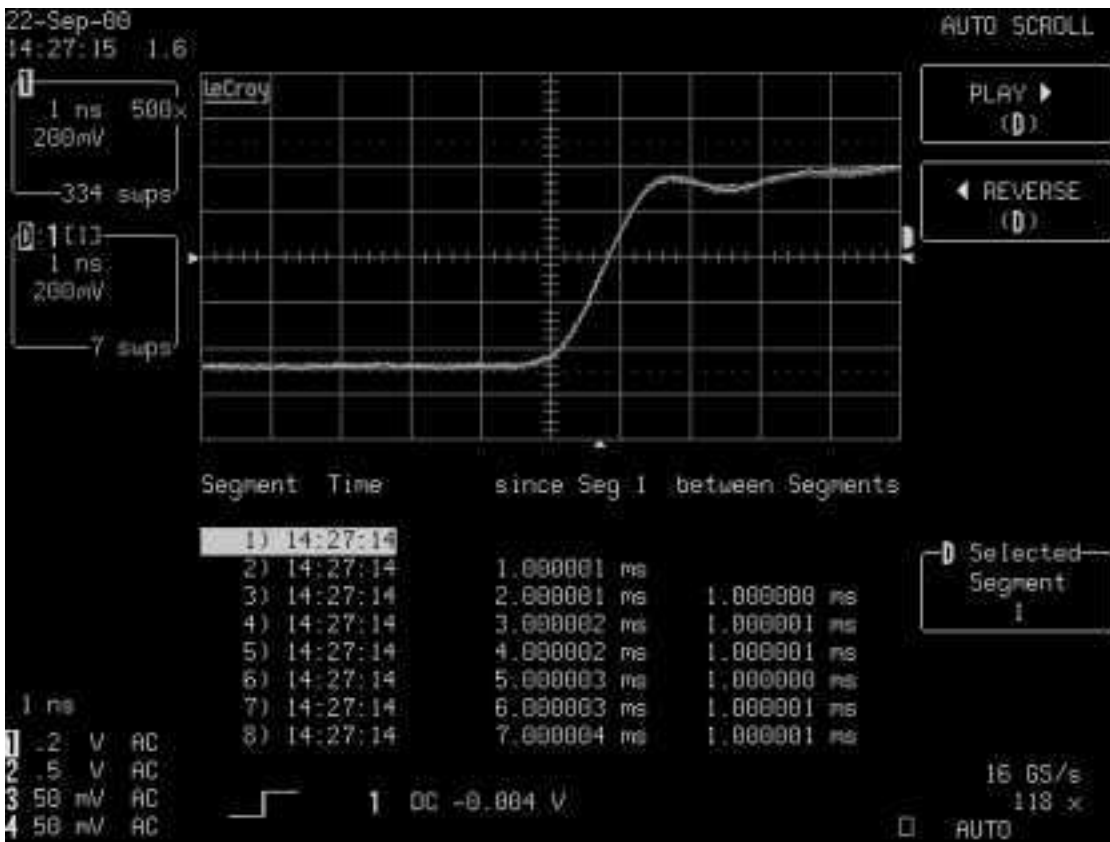 22-Sep-00
14:27:15 1.6
AUTO SCROLL
1
1 ns 500x
200mV
334 swps
LeCroy
PLAY
(D)
REVERSE
(D)
D:1[1]
1 ns
200mV
7 swps
Segment Time since Seg 1 between Segments
1) 14:27:14
2) 14:27:14 1.000001 ms
3) 14:27:14 2.000001 ms 1.000000 ms
4) 14:27:14 3.000002 ms 1.000001 ms
5) 14:27:14 4.000002 ms 1.000001 ms
6) 14:27:14 5.000003 ms 1.000000 ms
7) 14:27:14 6.000003 ms 1.000001 ms
8) 14:27:14 7.000004 ms 1.000001 ms
D Selected
Segment
1
1 ns
1 .2 V AC
2 .5 V AC
3 50 mV AC
4 50 mV AC
1 DC -0.004 V
16 GS/s
118 x
AUTO